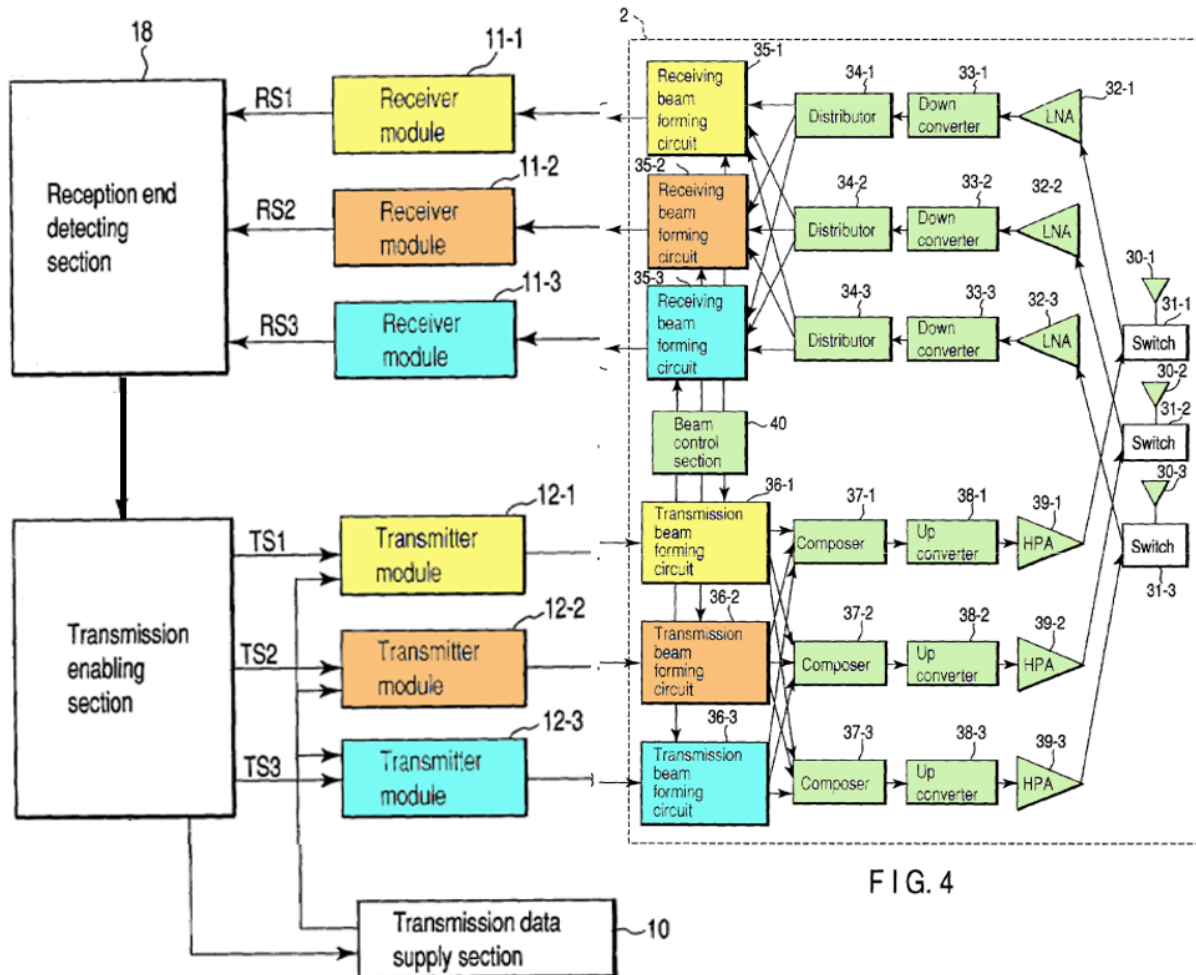 18
Reception end
detecting
section
RS1
RS2
RS3
11-1
Receiver
module
11-2
Receiver
module
11-3
Receiver
module
Transmission
enabling
section
TS1
TS2
TS3
12-1
Transmitter
module
12-2
Transmitter
module
12-3
Transmitter
module
Transmission data
supply section
10
2
35-1
Receiving
beam
forming
circuit
35-2
Receiving
beam
forming
circuit
35-3
Receiving
beam
forming
circuit
34-1
Distributor
33-1
Down
converter
32-1
LNA
34-2
Distributor
33-2
Down
converter
32-2
LNA
34-3
Distributor
33-3
Down
converter
32-3
LNA
30-1
31-1
Switch
30-2
31-2
Switch
30-3
Switch
31-3
Beam
control
section
40
36-1
Transmission
beam
forming
circuit
36-2
Transmission
beam
forming
circuit
36-3
Transmission
beam
forming
circuit
37-1
Composer
38-1
Up
converter
39-1
HPA
37-2
Composer
38-2
Up
converter
39-2
HPA
37-3
Composer
38-3
Up
converter
39-3
HPA
FIG. 4